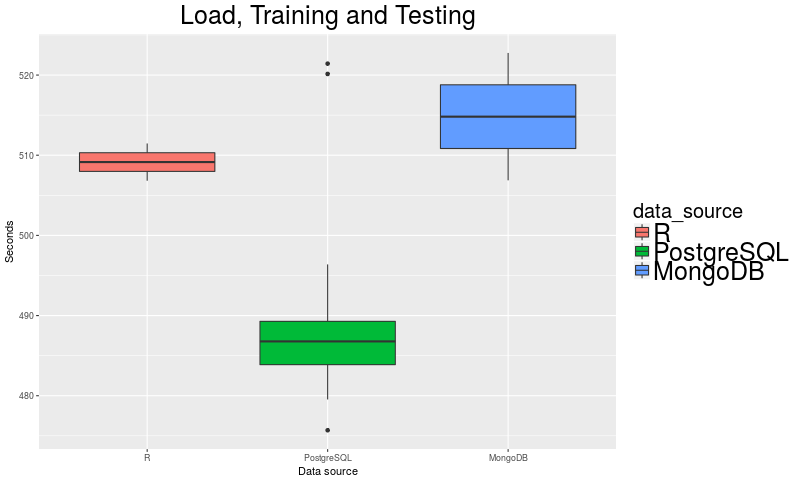 Load, Training and Testing
520
510
500
490
480
Seconds
R
PostgreSQL
MongoDB
Data source
data_source
R
PostgreSQL
MongoDB